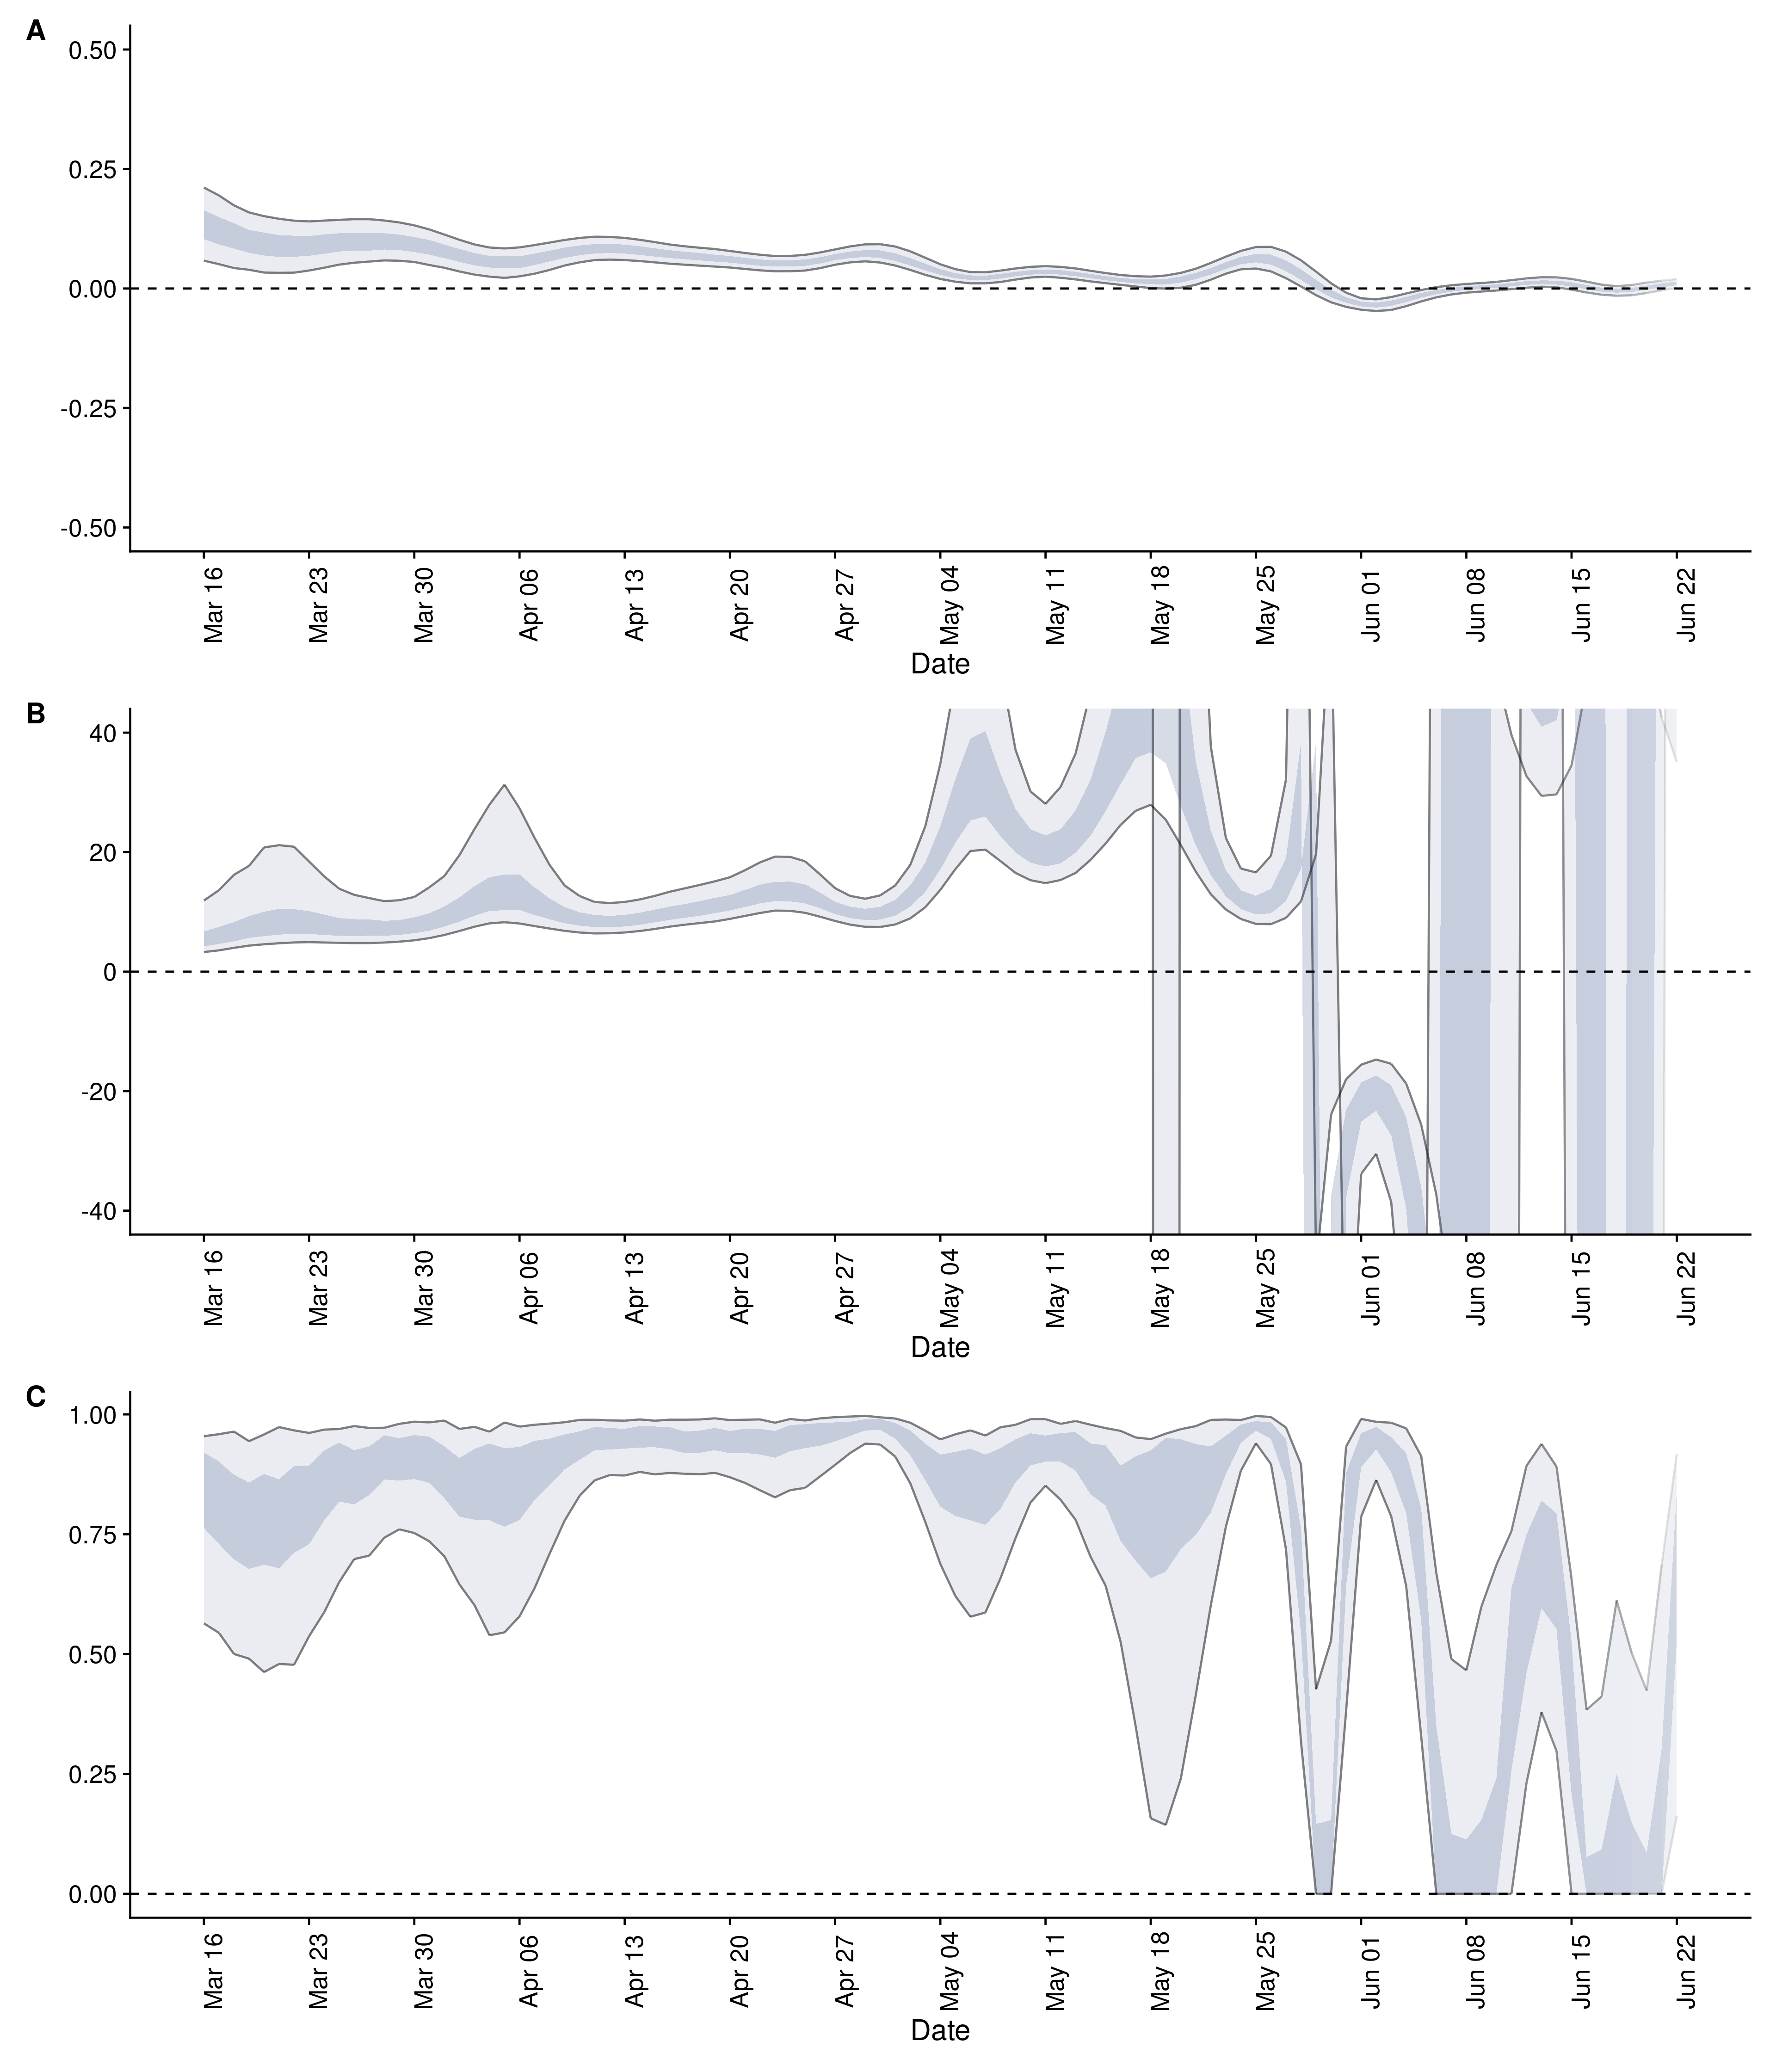 A
0.50
0.25
0.00
-0.25
-0.50
Mar 16
Mar 23
Mar 30
Apr 06
Apr 13
Apr 20
Apr 27
May 04
May 11
May 18
May 25
Jun 01
Jun 08
Jun 15
Jun 22
Date
B
40
20
0
-20
-40
Mar 16
Mar 23
Mar 30
Apr 06
Apr 13
Apr 20
Apr 27
May 04
May 11
May 18
May 25
Jun 01
Jun 08
Jun 15
Jun 22
Date
C
1.00
0.75
0.50
0.25
0.00
Mar 16
Mar 23
Mar 30
Apr 06
Apr 13
Apr 20
Apr 27
May 04
May 11
May 18
May 25
Jun 01
Jun 08
Jun 15
Jun 22
Date